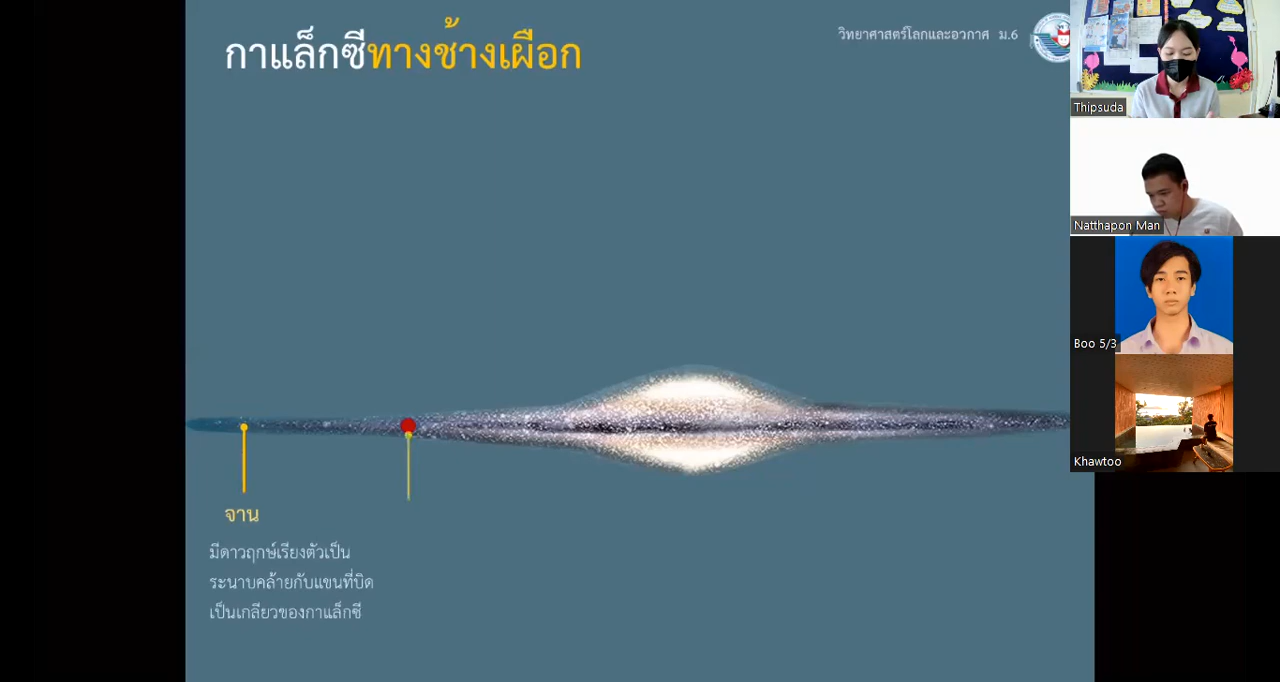 กาแล็กซีทางช้างเผือก
วิทยาศาสตร์โลกและอวกาศ ม.6
Thipsuda
Natthapon Man
Boo 5/3
Khawtoo
จาน
มีดาวฤกษ์เรียงตัวเป็น
ระนาบคล้ายกับแขนที่บิด
เป็นเกลียวของกาแล็กซี